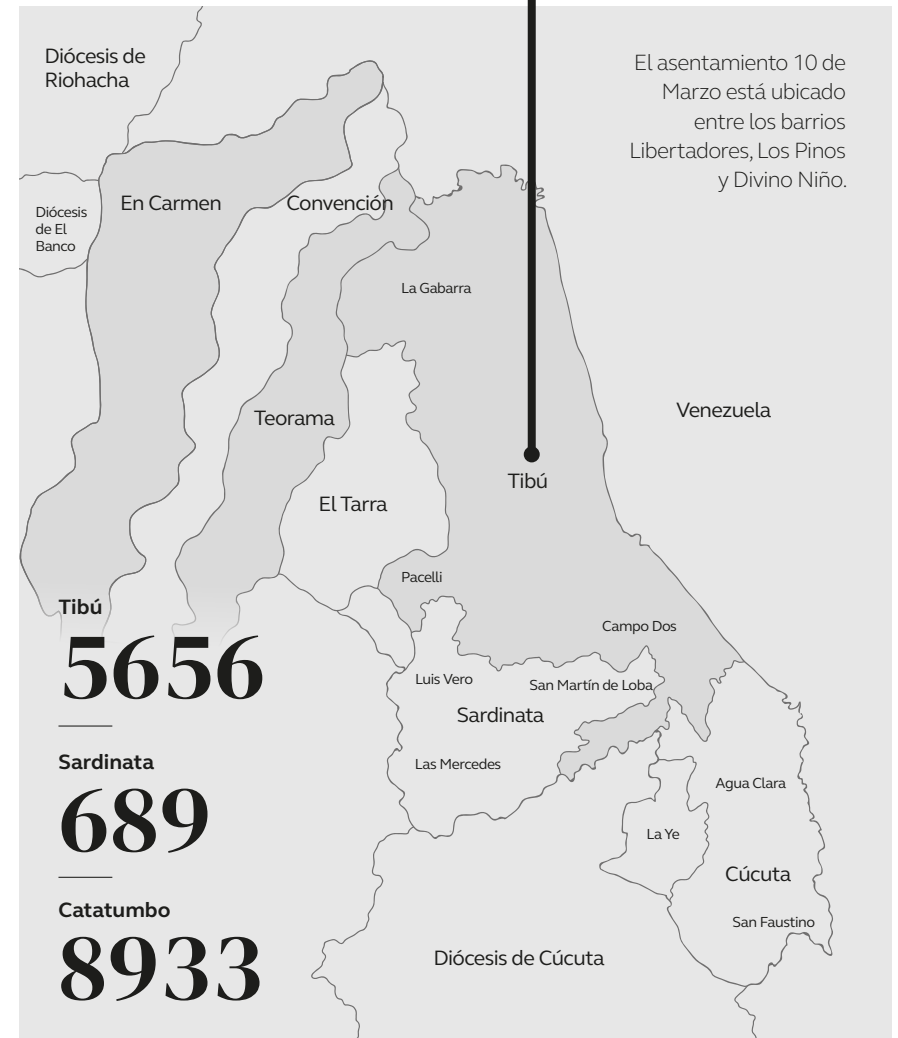 Diócesis de
Riohacha
El asentamiento 10 de
Marzo está ubicado
entre los barrios
Libertadores, Los Pinos
y Divino Niño.
Diócesis
de El
Banco
En Carmen
Convención
La Gabarra
Teorama
Venezuela
Tibú
El Tarra
Pacelli
Campo Dos
Luis Vero
San Martín de Loba
Sardinata
Las Mercedes
Agua Clara
La Ye
Cúcuta
San Faustino
Diócesis de Cúcuta
Tibú
5656
Sardinata
689
Catatumbo
8933